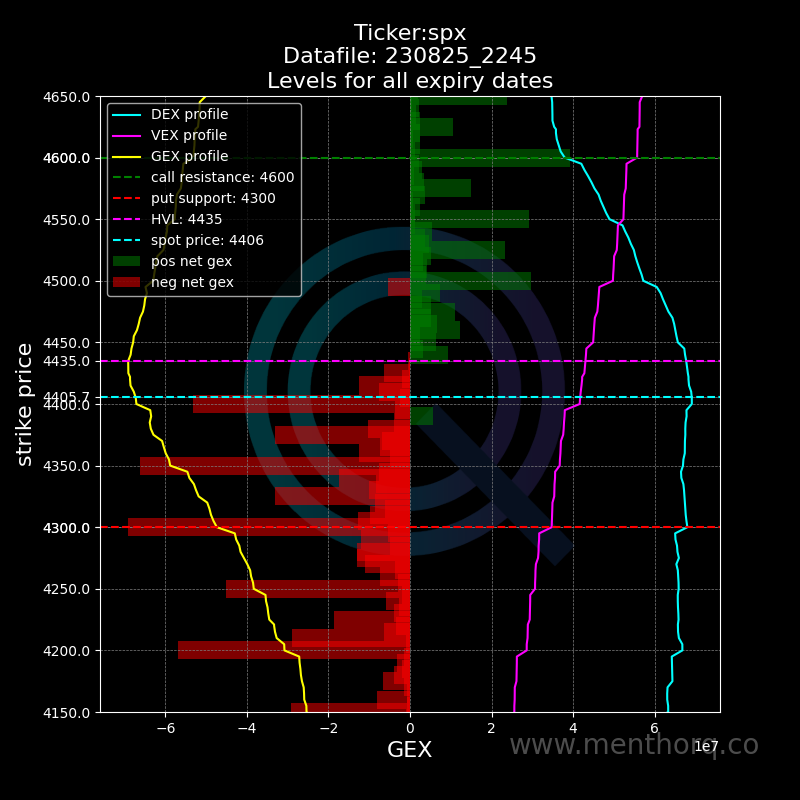 Ticker:spx
Datafile: 230825_2245
Levels for all expiry dates
DEX profile
VEX profile
GEX profile
call resistance: 4600
put support: 4300
HVL: 4435
spot price: 4406
pos net gex
neg net gex
strike price
4650.0
4600.0
4550.0
4500.0
4450.0
4435.0
4405.7
4400.0
4350.0
4300.0
4250.0
4200.0
4150.0
−6 −4 −2 0 2 4 6
1e7
GEX
www.menthorq.co